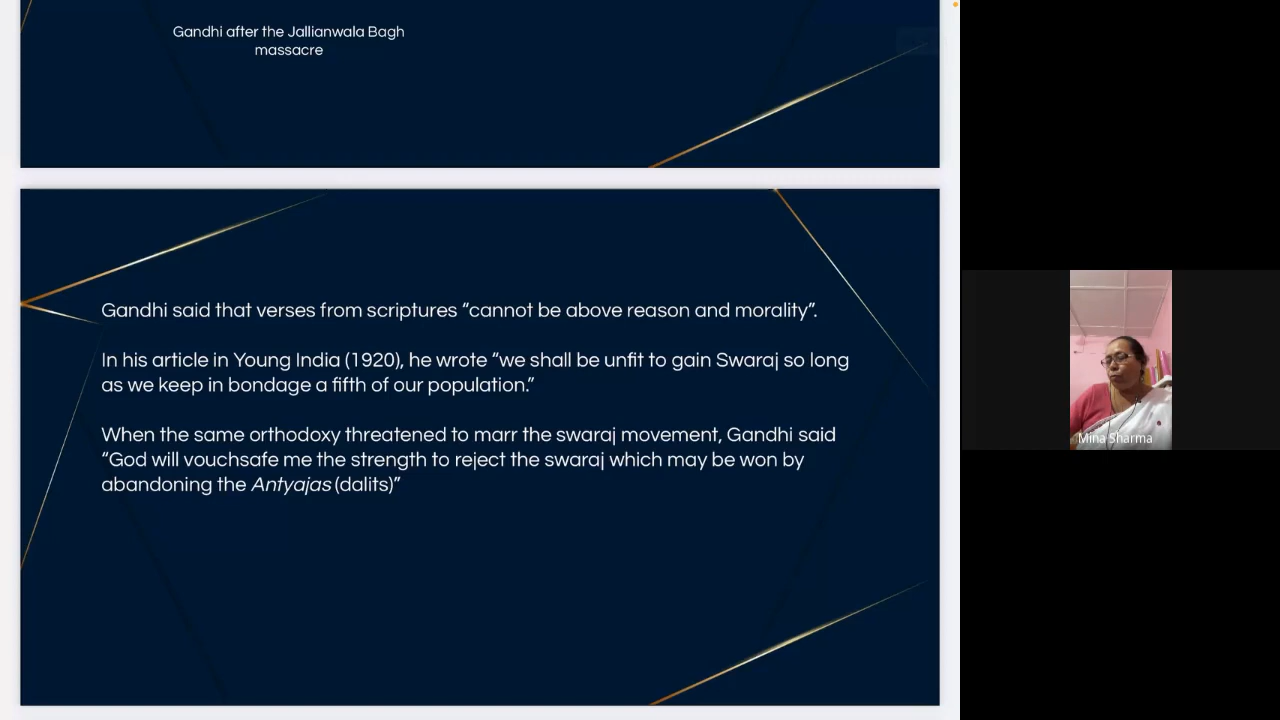 Gandhi after the Jallianwala Bagh
massacre
Gandhi said that verses from scriptures “cannot be above reason and morality”.
In his article in Young India (1920), he wrote “we shall be unfit to gain Swaraj so long
as we keep in bondage a fifth of our population.”
When the same orthodoxy threatened to marr the swaraj movement, Gandhi said
“God will vouchsafe me the strength to reject the swaraj which may be won by
abandoning the Antyajas (dalits)”
Mina Sharma